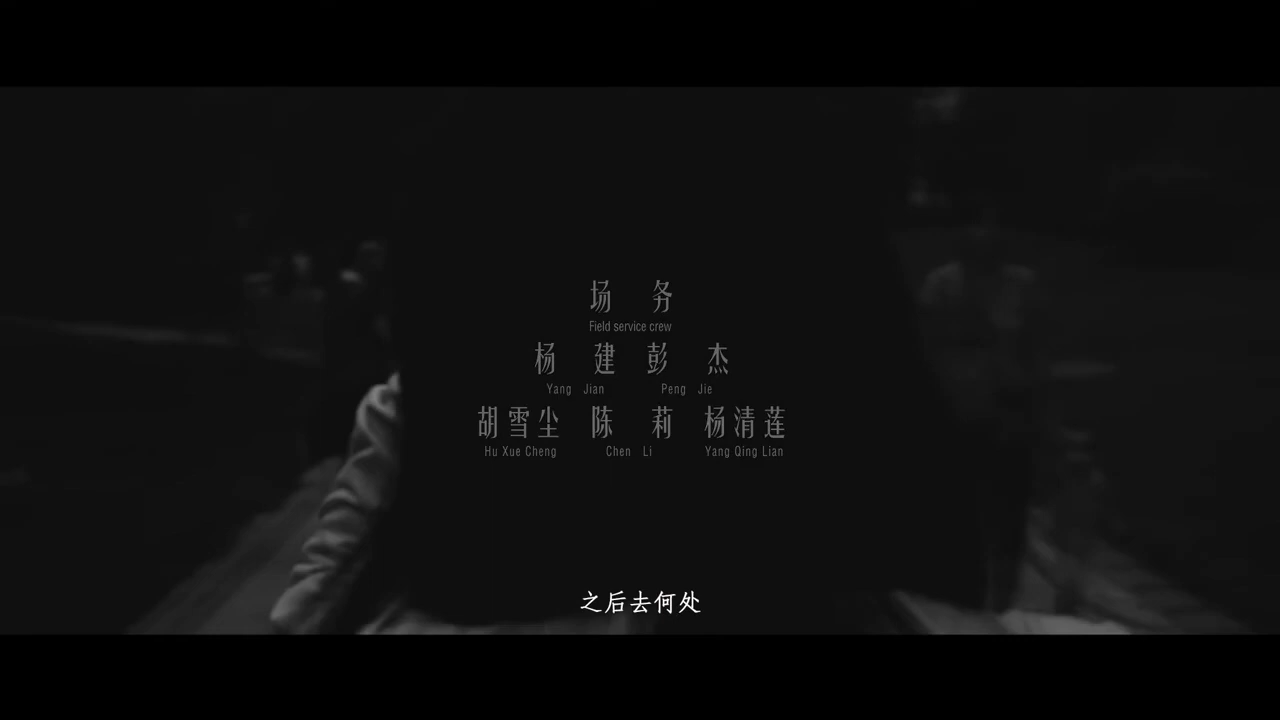 场 务
Field service crew
杨 建 彭 杰
Yang Jian Peng Jie
胡雪尘 陈 莉 杨清莲
Hu Xue Cheng Chen Li Yang Qing Lian
之后去何处